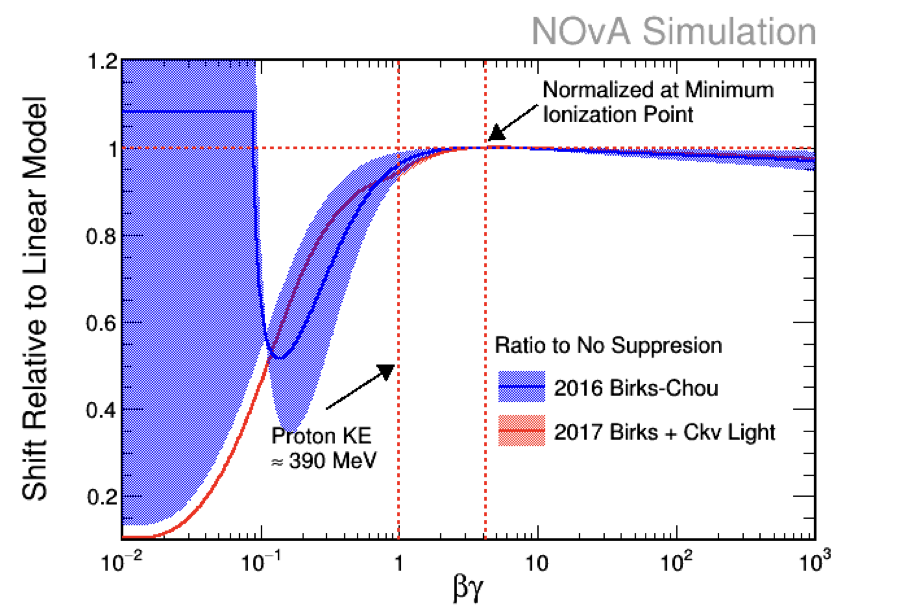 NOvA Simulation
Shift Relative to Linear Model
1.2
1
0.8
0.6
0.4
0.2
Normalized at Minimum
Ionization Point
Ratio to No Suppresion
2016 Birks-Chou
2017 Birks + Ckv Light
Proton KE
≈ 390 MeV
10⁻²
10⁻¹
1
10
10²
10³
βγ